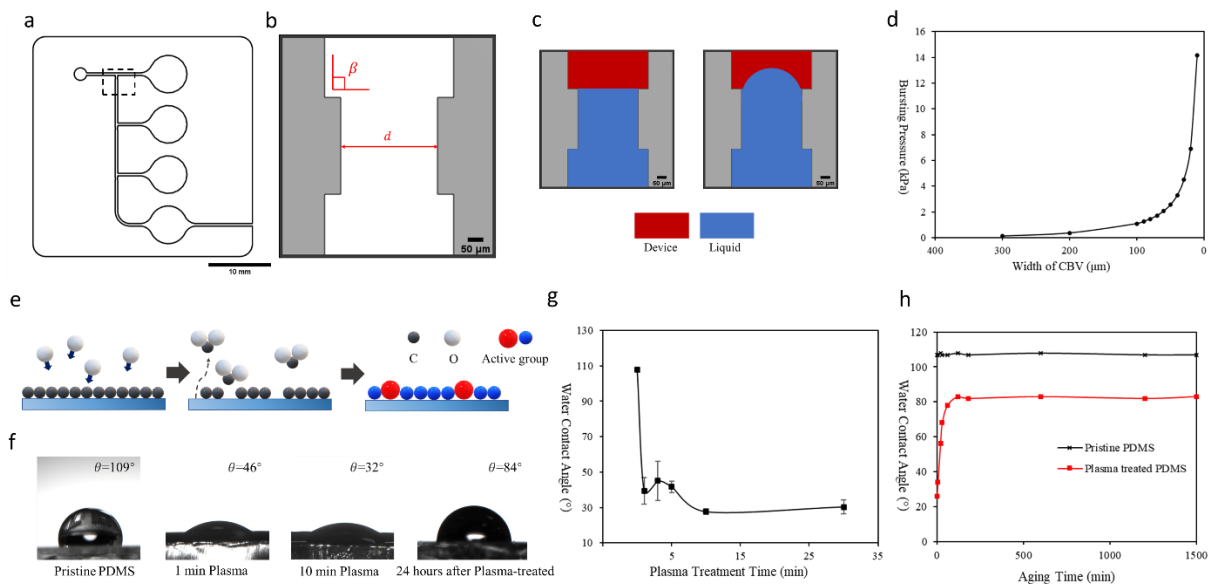 a
10 mm
b
β
d
50 μm
c
50 μm
50 μm
Device
Liquid
d
Bursting Pressure (kPa)
16
14
12
10
8
6
4
2
0
400
300
200
100
0
Width of CBV (μm)
e
C
O
Active group
f
θ=109°
θ=46°
θ=32°
θ=84°
Pristine PDMS
1 min Plasma
10 min Plasma
24 hours after Plasma-treated
g
Water Contact Angle (°)
130
110
90
70
50
30
10
5
15
25
35
Plasma Treatment Time (min)
h
Water Contact Angle (°)
120
100
80
60
40
20
0
0
500
1000
1500
Pristine PDMS
Plasma treated PDMS
Aging Time (min)